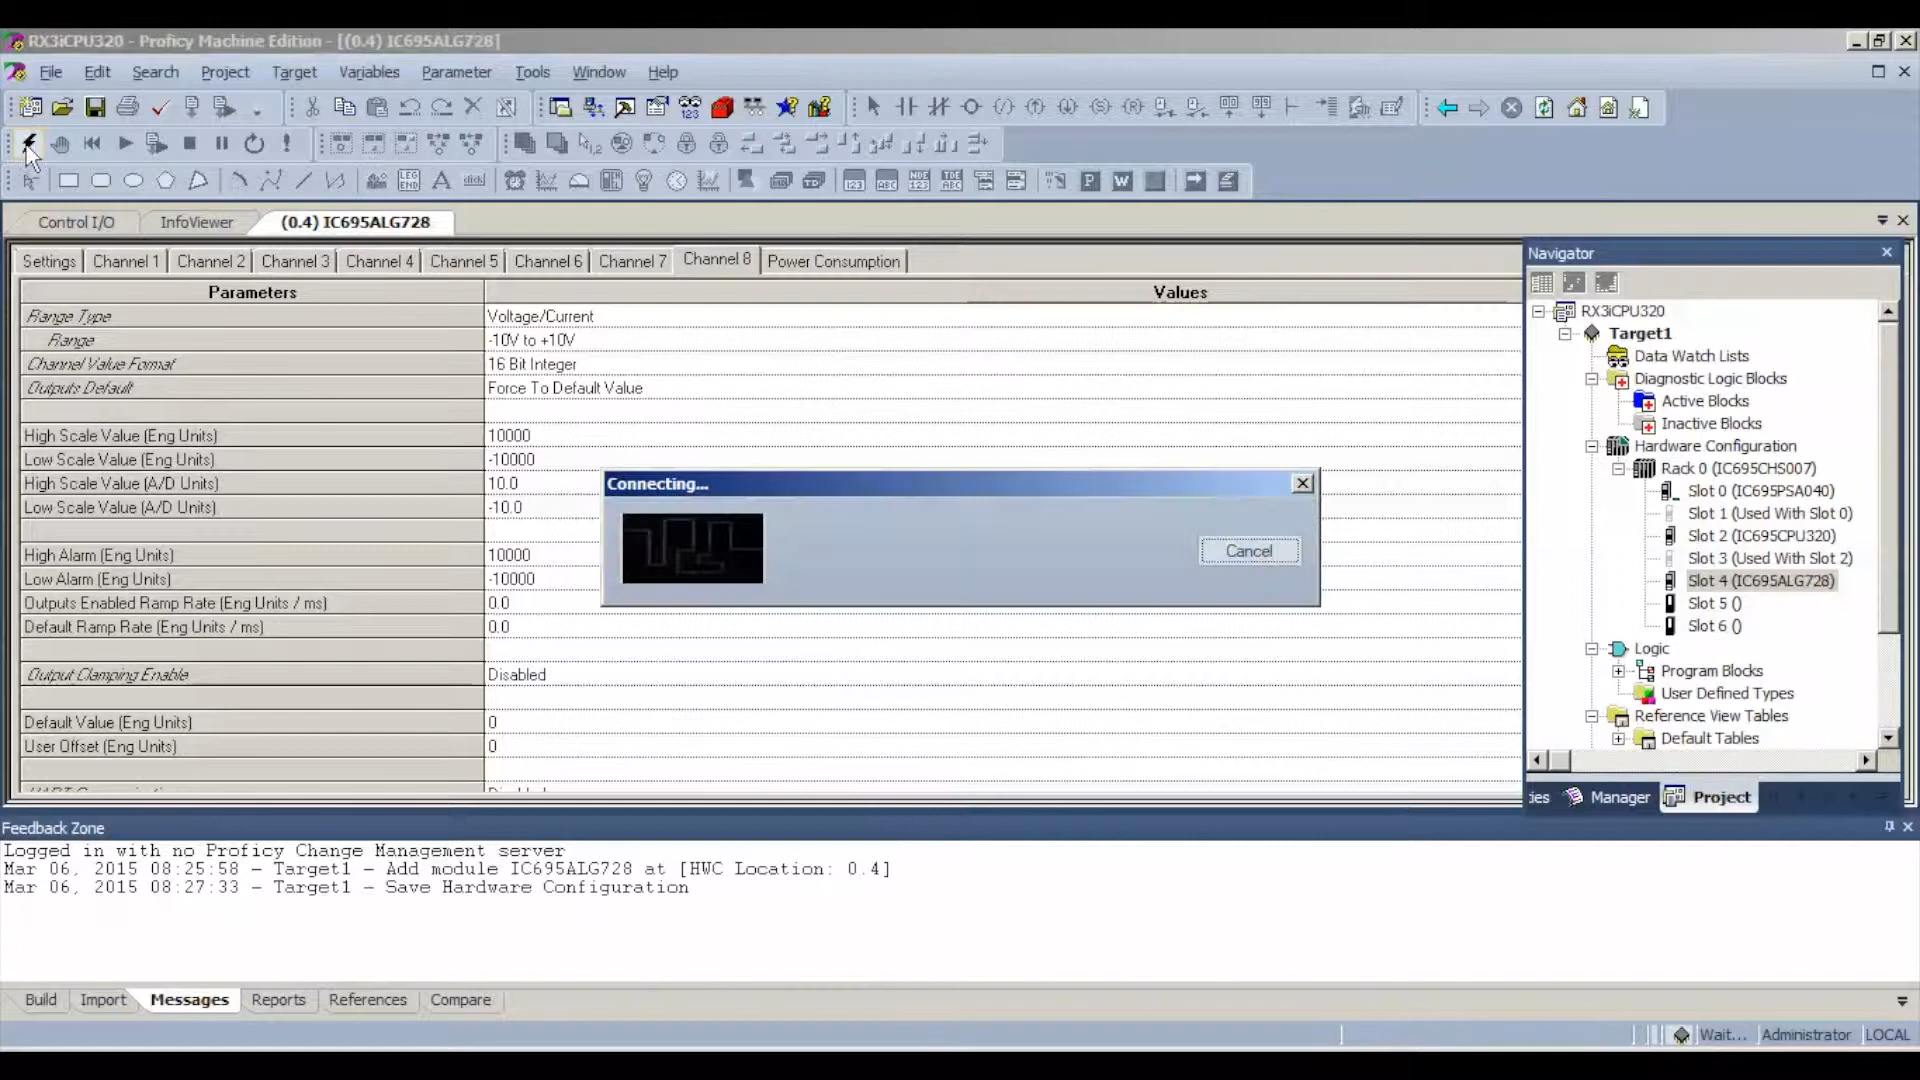 RX3iCPU320 - Proficy Machine Edition - [(0.4) IC695ALG728]
File Edit Search Project Target Variables Parameter Tools Window Help
Control I/O InfoViewer (0.4) IC695ALG728
Settings Channel 1 Channel 2 Channel 3 Channel 4 Channel 5 Channel 6 Channel 7 Channel 8 Power Consumption
Parameters Values
Range Type Voltage/Current
Range -10V to +10V
Channel Value Format 16 Bit Integer
Outputs Default Force To Default Value
High Scale Value (Eng Units) 10000
Low Scale Value (Eng Units) -10000
High Scale Value (A/D Units) 10.0
Low Scale Value (A/D Units) -10.0
High Alarm (Eng Units) 10000
Low Alarm (Eng Units) -10000
Outputs Enabled Ramp Rate (Eng Units / ms) 0.0
Default Ramp Rate (Eng Units / ms) 0.0
Output Clamping Enable Disabled
Default Value (Eng Units) 0
User Offset (Eng Units) 0
Connecting...
Cancel
Navigator
RX3iCPU320
Target1
Data Watch Lists
Diagnostic Logic Blocks
Active Blocks
Inactive Blocks
Hardware Configuration
Rack 0 (IC695CHS007)
Slot 0 (IC695PSA040)
Slot 1 (Used With Slot 0)
Slot 2 (IC695CPU320)
Slot 3 (Used With Slot 2)
Slot 4 (IC695ALG728)
Slot 5 ()
Slot 6 ()
Logic
Program Blocks
User Defined Types
Reference View Tables
Default Tables
ties Manager Project
Feedback Zone
Logged in with no Proficy Change Management server
Mar 06, 2015 08:25:58 - Target1 - Add module IC695ALG728 at [HWC Location: 0.4]
Mar 06, 2015 08:27:33 - Target1 - Save Hardware Configuration
Build Import Messages Reports References Compare
Wait... Administrator LOCAL